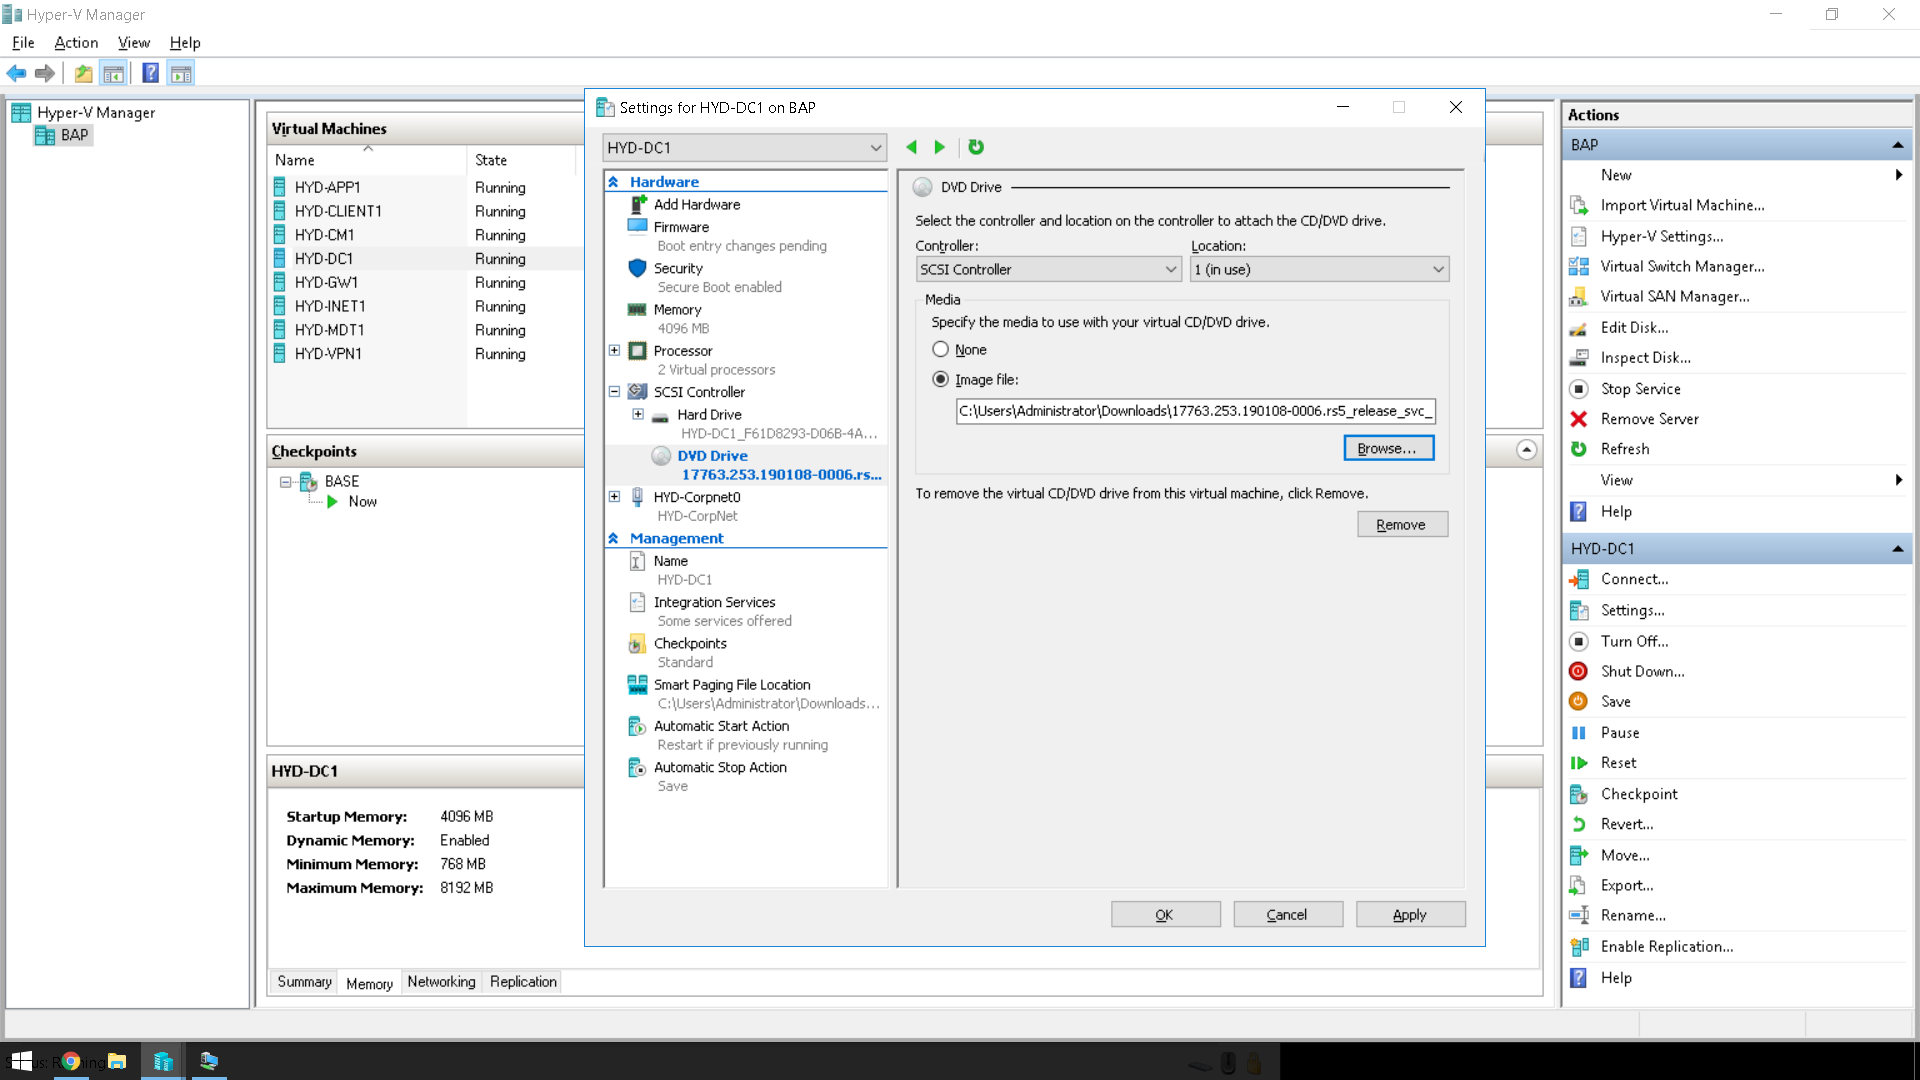 Hyper-V Manager
File Action View Help
Hyper-V Manager
BAP
Virtual Machines
Name State
HYD-APP1 Running
HYD-CLIENT1 Running
HYD-CM1 Running
HYD-DC1 Running
HYD-GW1 Running
HYD-INET1 Running
HYD-MDT1 Running
HYD-VPN1 Running
Checkpoints
BASE
Now
HYD-DC1
Startup Memory: 4096 MB
Dynamic Memory: Enabled
Minimum Memory: 768 MB
Maximum Memory: 8192 MB
Summary Memory Networking Replication
Settings for HYD-DC1 on BAP
HYD-DC1
Hardware
Add Hardware
Firmware
Boot entry changes pending
Security
Secure Boot enabled
Memory
4096 MB
Processor
2 Virtual processors
SCSI Controller
Hard Drive
HYD-DC1_F61D8293-D06B-4A...
DVD Drive
17763.253.190108-0006.rs...
HYD-Corpnet0
HYD-CorpNet
Management
Name
HYD-DC1
Integration Services
Some services offered
Checkpoints
Standard
Smart Paging File Location
C:\Users\Administrator\Downloads...
Automatic Start Action
Restart if previously running
Automatic Stop Action
Save
DVD Drive
Select the controller and location on the controller to attach the CD/DVD drive.
Controller: Location:
SCSI Controller 1 (in use)
Media
Specify the media to use with your virtual CD/DVD drive.
None
Image file:
C:\Users\Administrator\Downloads\17763.253.190108-0006.rs5_release_svc_
Browse...
To remove the virtual CD/DVD drive from this virtual machine, click Remove.
Remove
OK Cancel Apply
Actions
BAP
New
Import Virtual Machine...
Hyper-V Settings...
Virtual Switch Manager...
Virtual SAN Manager...
Edit Disk...
Inspect Disk...
Stop Service
Remove Server
Refresh
View
Help
HYD-DC1
Connect...
Settings...
Turn Off...
Shut Down...
Save
Pause
Reset
Checkpoint
Revert...
Move...
Export...
Rename...
Enable Replication...
Help